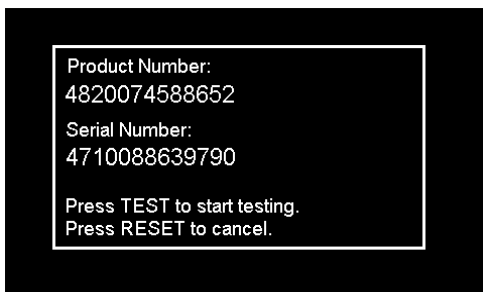 Product Number:
4820074588652
Serial Number:
4710088639790
Press TEST to start testing.
Press RESET to cancel.